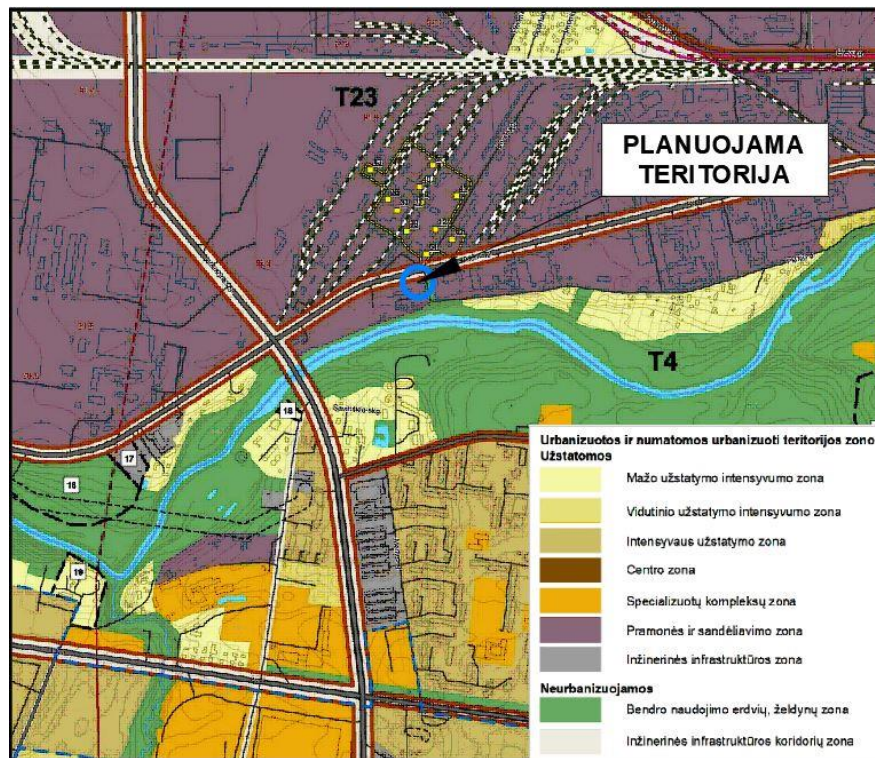 T23
PLANUOJAMA
TERITORIJA
T4
18
17
16
19
Urbanizuotos ir numatomos urbanizuoti teritorijos zono
Užstatomos
Mažo užstatymo intensyvumo zona
Vidutinio užstatymo intensyvumo zona
Intensyvaus užstatymo zona
Centro zona
Specializuotų kompleksų zona
Pramonės ir sandėliavimo zona
Inžinerinės infrastruktūros zona
Neurbanizuojamos
Bendro naudojimo erdvių, želdynų zona
Inžinerinės infrastruktūros koridorių zona